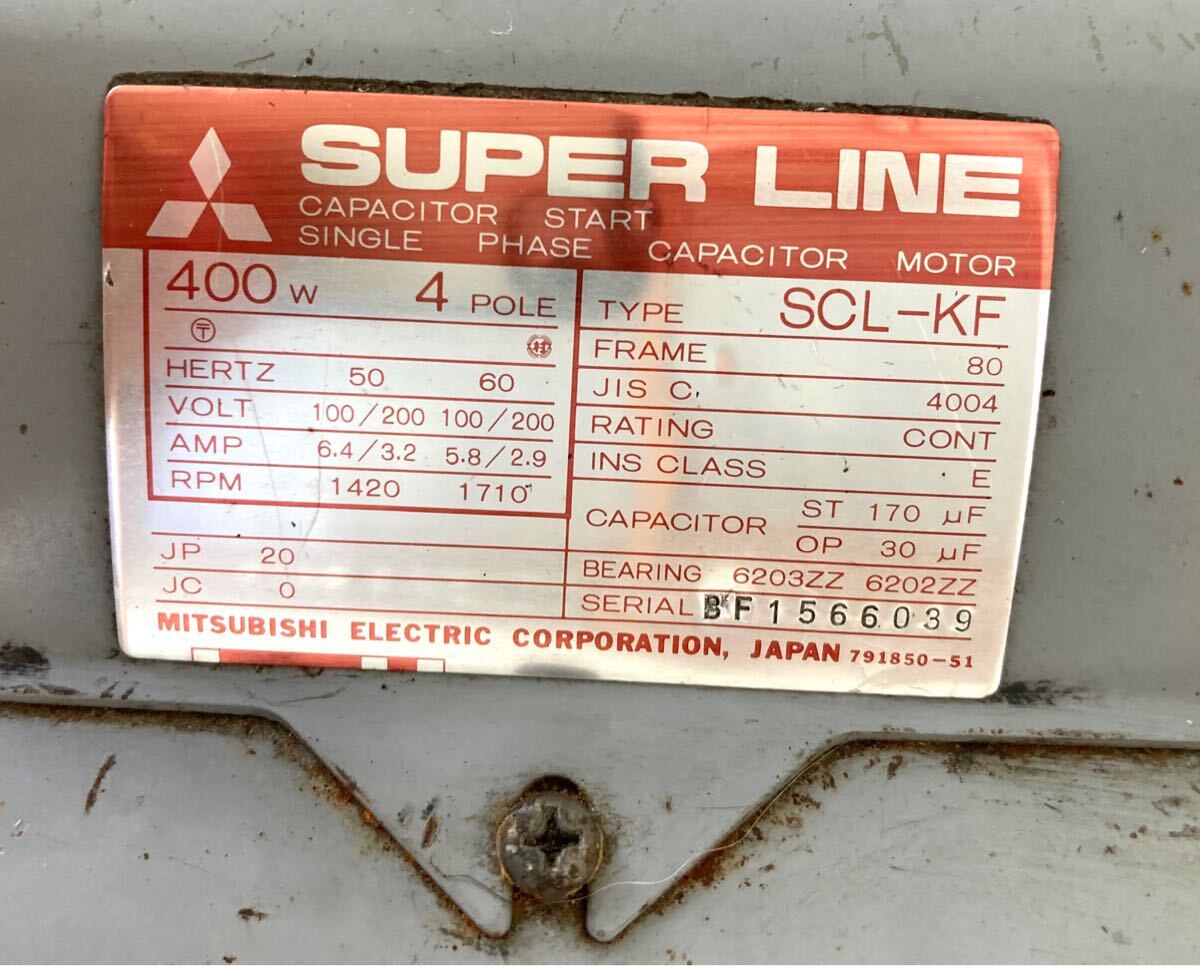 SUPER LINE
CAPACITOR START
SINGLE PHASE CAPACITOR MOTOR
400 W 4 POLE
〒
HERTZ 50 60
VOLT 100/200 100/200
AMP 6.4/3.2 5.8/2.9
RPM 1420 1710
JP 20
JC 0
TYPE SCL-KF
FRAME 80
JIS C. 4004
RATING CONT
INS CLASS E
CAPACITOR ST 170 μF
OP 30 μF
BEARING 6203ZZ 6202ZZ
SERIAL BF1566039
MITSUBISHI ELECTRIC CORPORATION, JAPAN 791850-51